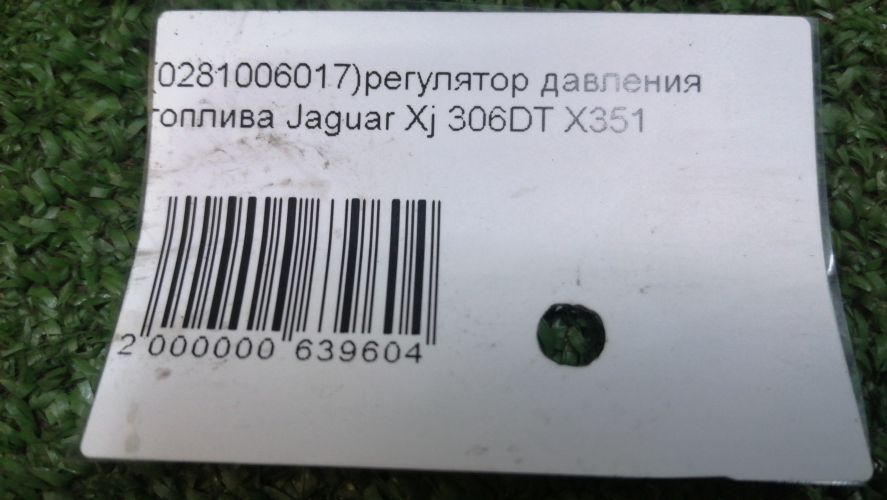 (0281006017)регулятор давления
топлива Jaguar Xj 306DT X351
2 000000 639604